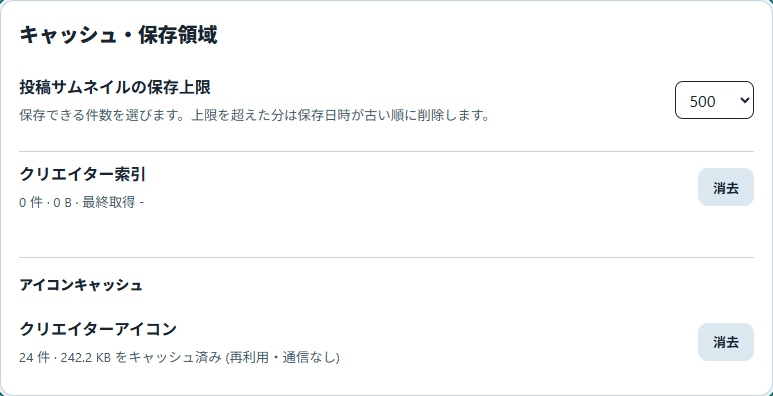 キャッシュ・保存領域
投稿サムネイルの保存上限
保存できる件数を選びます。上限を超えた分は保存日時が古い順に削除します。
500
クリエイター索引
0 件 · 0 B · 最終取得 -
消去
アイコンキャッシュ
クリエイターアイコン
24 件 · 242.2 KB をキャッシュ済み (再利用・通信なし)
消去